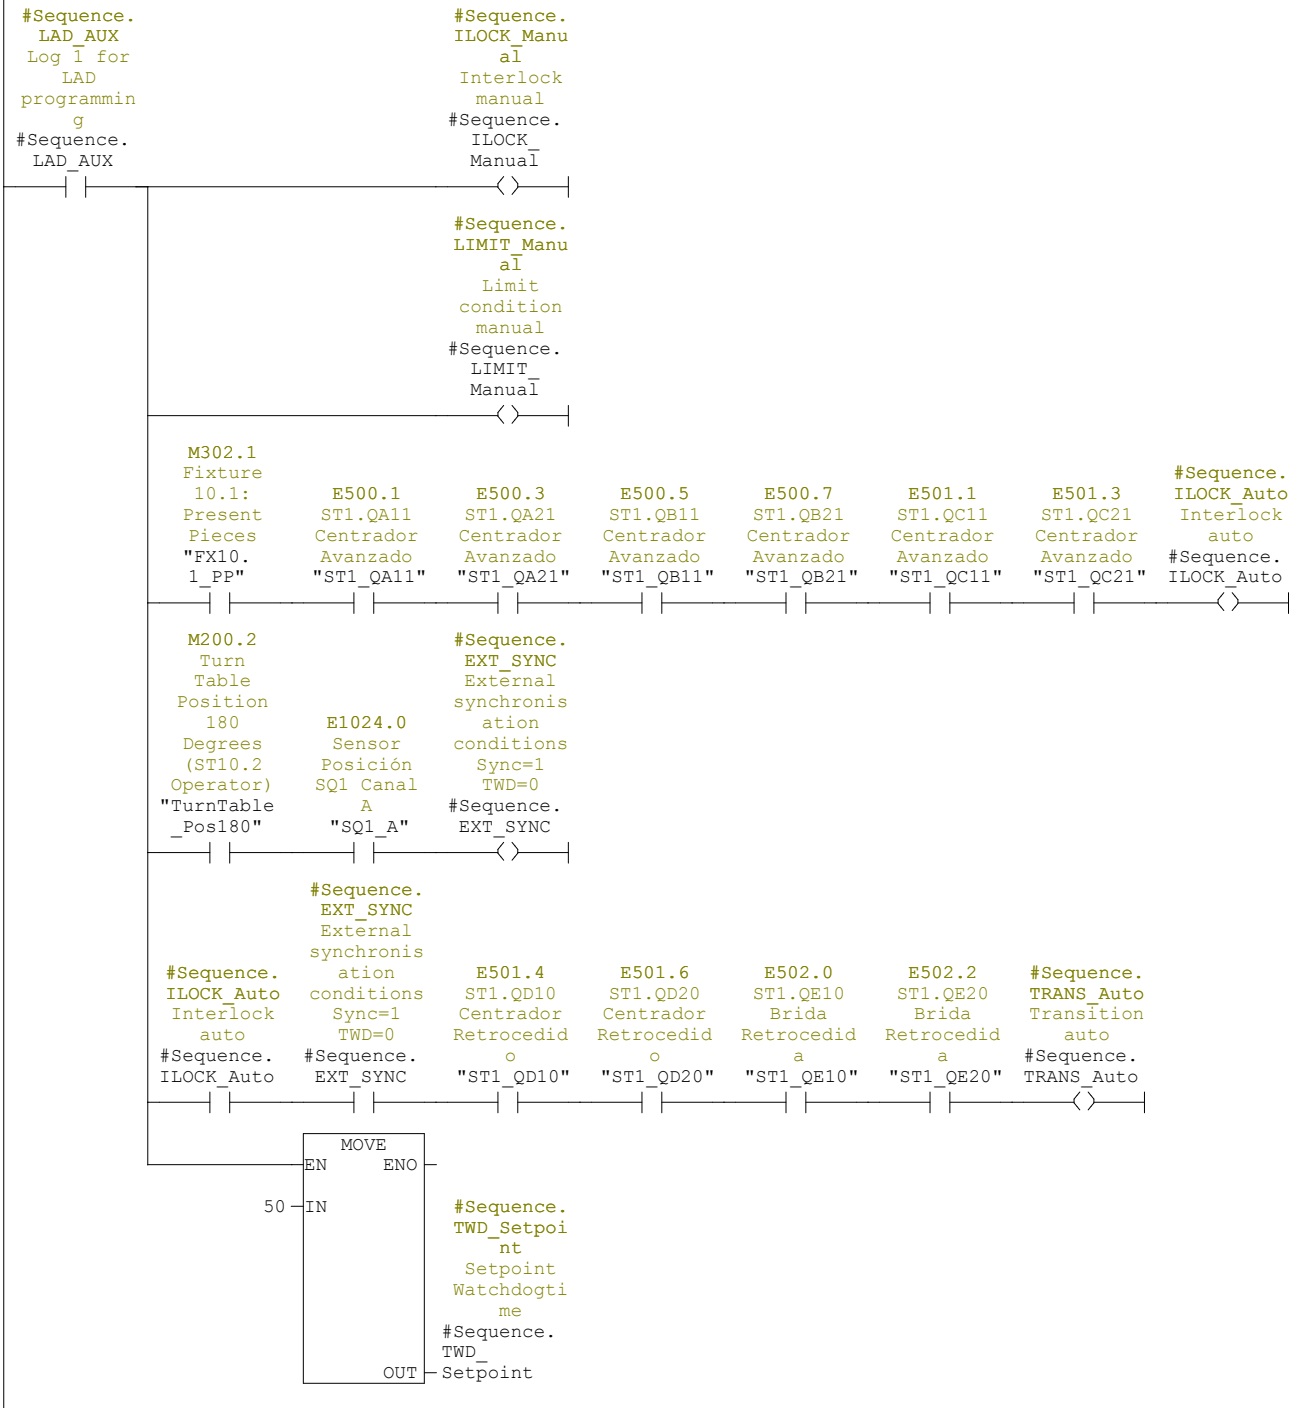 #Sequence.
LAD_AUX
Log 1 for
LAD
programmin
g
#Sequence.
LAD_AUX
#Sequence.
ILOCK_Manu
al
Interlock
manual
#Sequence.
ILOCK_
Manual
#Sequence.
LIMIT_Manu
al
Limit
condition
manual
#Sequence.
LIMIT_
Manual
M302.1
Fixture
10.1:
Present
Pieces
"FX10.
1_PP"
E500.1
ST1.QA11
Centrador
Avanzado
"ST1_QA11"
E500.3
ST1.QA21
Centrador
Avanzado
"ST1_QA21"
E500.5
ST1.QB11
Centrador
Avanzado
"ST1_QB11"
E500.7
ST1.QB21
Centrador
Avanzado
"ST1_QB21"
E501.1
ST1.QC11
Centrador
Avanzado
"ST1_QC11"
E501.3
ST1.QC21
Centrador
Avanzado
"ST1_QC21"
#Sequence.
ILOCK_Auto
Interlock
auto
#Sequence.
ILOCK_Auto
M200.2
Turn
Table
Position
180
Degrees
(ST10.2
Operator)
"TurnTable
_Pos180"
E1024.0
Sensor
Posición
SQ1 Canal
A
"SQ1_A"
#Sequence.
EXT_SYNC
External
synchronis
ation
conditions
Sync=1
TWD=0
#Sequence.
EXT_SYNC
#Sequence.
ILOCK_Auto
Interlock
auto
#Sequence.
ILOCK_Auto
#Sequence.
EXT_SYNC
External
synchronis
ation
conditions
Sync=1
TWD=0
#Sequence.
EXT_SYNC
E501.4
ST1.QD10
Centrador
Retrocedid
o
"ST1_QD10"
E501.6
ST1.QD20
Centrador
Retrocedid
o
"ST1_QD20"
E502.0
ST1.QE10
Brida
Retrocedid
a
"ST1_QE10"
E502.2
ST1.QE20
Brida
Retrocedid
a
"ST1_QE20"
#Sequence.
TRANS_Auto
Transition
auto
#Sequence.
TRANS_Auto
MOVE
EN ENO
50 IN
#Sequence.
TWD_Setpoi
nt
Setpoint
Watchdogti
me
#Sequence.
TWD_
OUT Setpoint